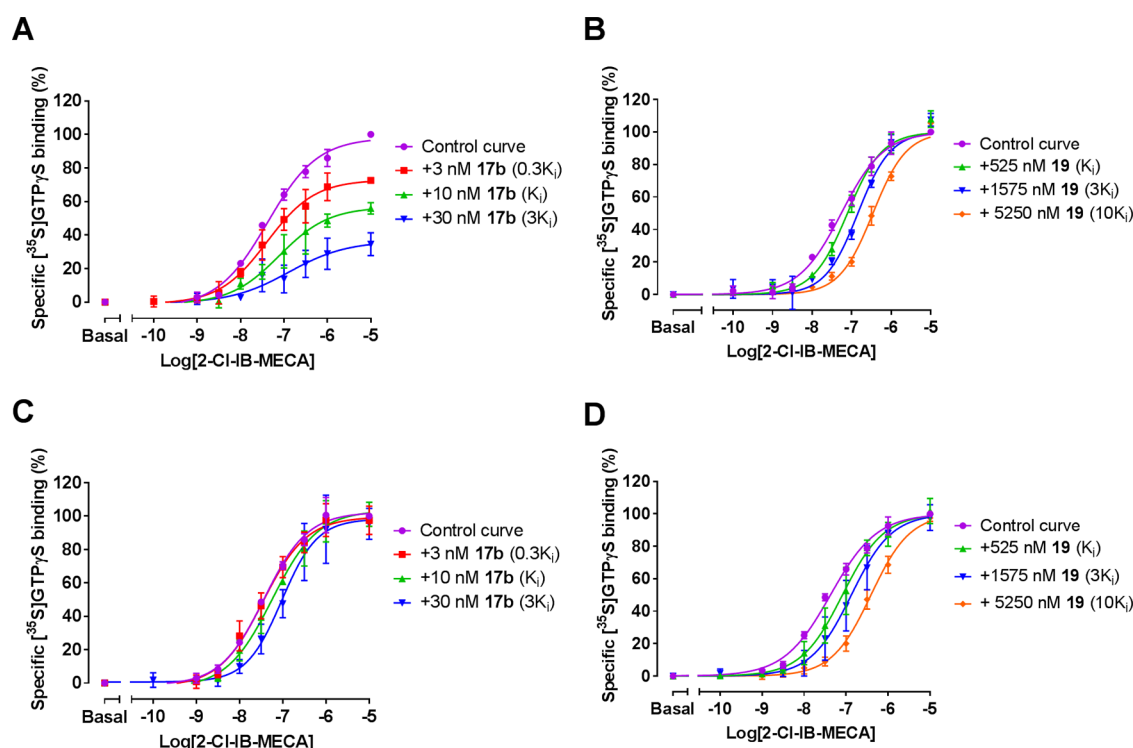 A
Specific [³⁵S]GTPγS binding (%)
120
100
80
60
40
20
0
Basal
-10
-9
-8
-7
-6
-5
Log[2-Cl-IB-MECA]
Control curve
+3 nM 17b (0.3Kᵢ)
+10 nM 17b (Kᵢ)
+30 nM 17b (3Kᵢ)
B
Specific [³⁵S]GTPγS binding (%)
120
100
80
60
40
20
0
Basal
-10
-9
-8
-7
-6
-5
Log[2-Cl-IB-MECA]
Control curve
+525 nM 19 (Kᵢ)
+1575 nM 19 (3Kᵢ)
+ 5250 nM 19 (10Kᵢ)
C
Specific [³⁵S]GTPγS binding (%)
120
100
80
60
40
20
0
Basal
-10
-9
-8
-7
-6
-5
Log[2-Cl-IB-MECA]
Control curve
+3 nM 17b (0.3Kᵢ)
+10 nM 17b (Kᵢ)
+30 nM 17b (3Kᵢ)
D
Specific [³⁵S]GTPγS binding (%)
120
100
80
60
40
20
0
Basal
-10
-9
-8
-7
-6
-5
Log[2-Cl-IB-MECA]
Control curve
+525 nM 19 (Kᵢ)
+1575 nM 19 (3Kᵢ)
+ 5250 nM 19 (10Kᵢ)